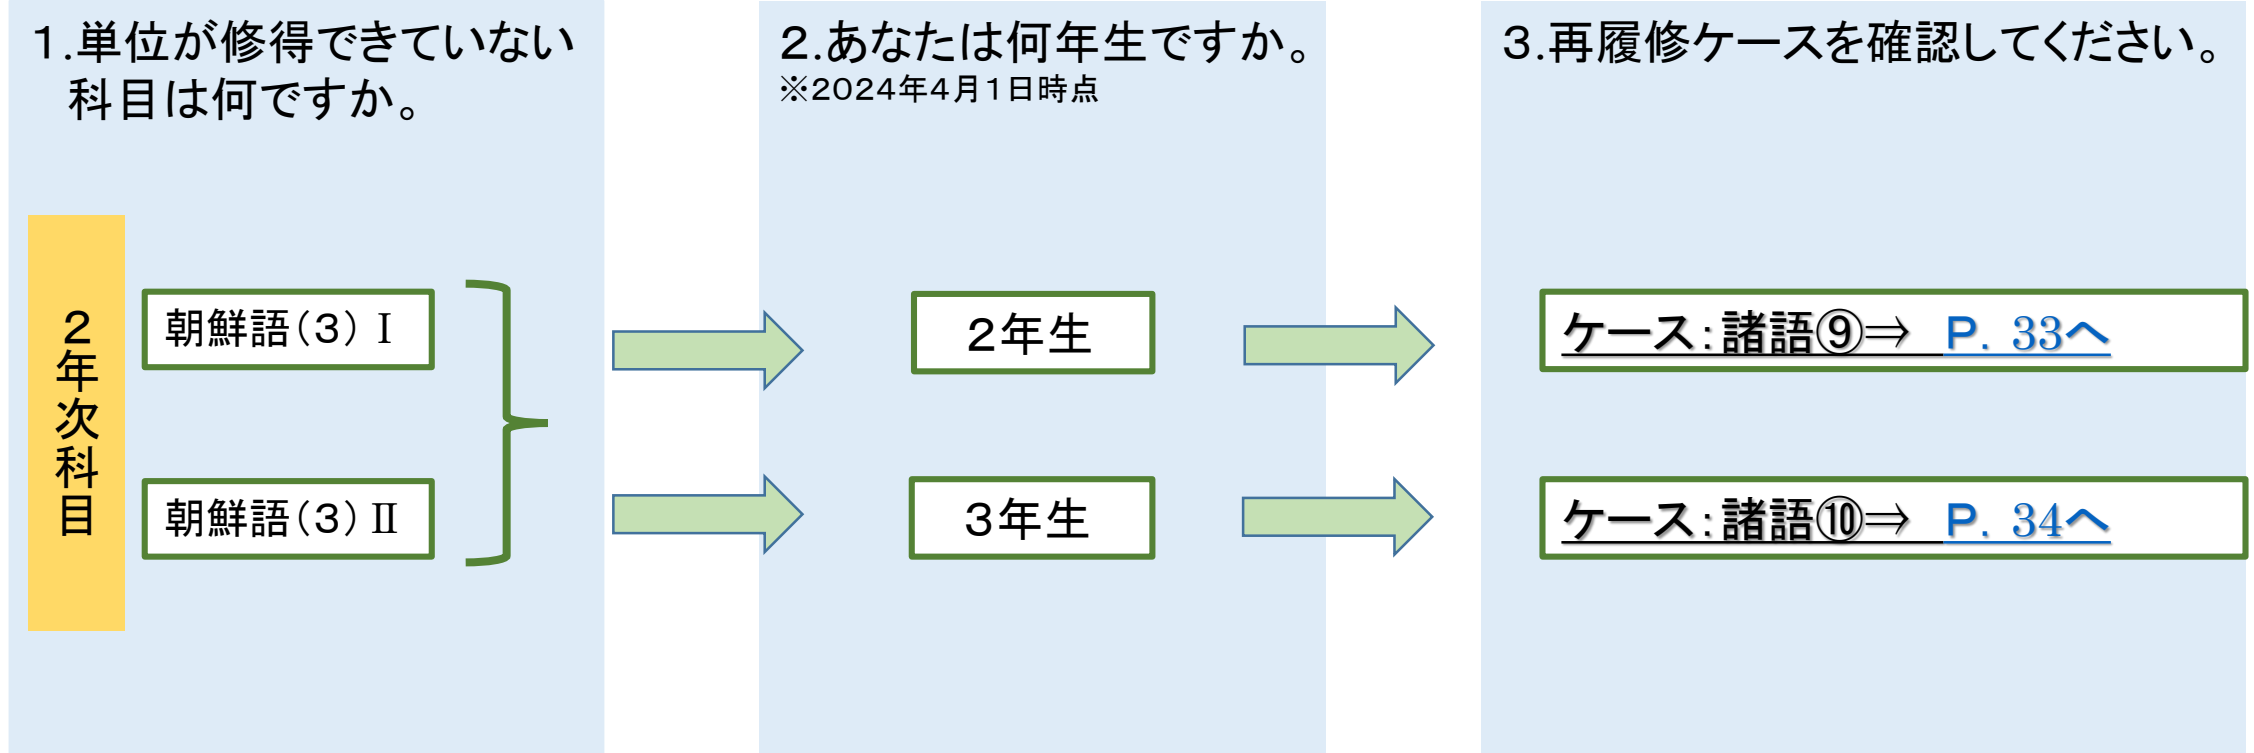 1.単位が修得できていない
科目は何ですか。
2年次科目
朝鮮語(3)Ⅰ
朝鮮語(3)Ⅱ
2.あなたは何年生ですか。
※2024年4月1日時点
2年生
3年生
3.再履修ケースを確認してください。
ケース:諸語⑨⇒ P. 33へ
ケース:諸語⑩⇒ P. 34へ